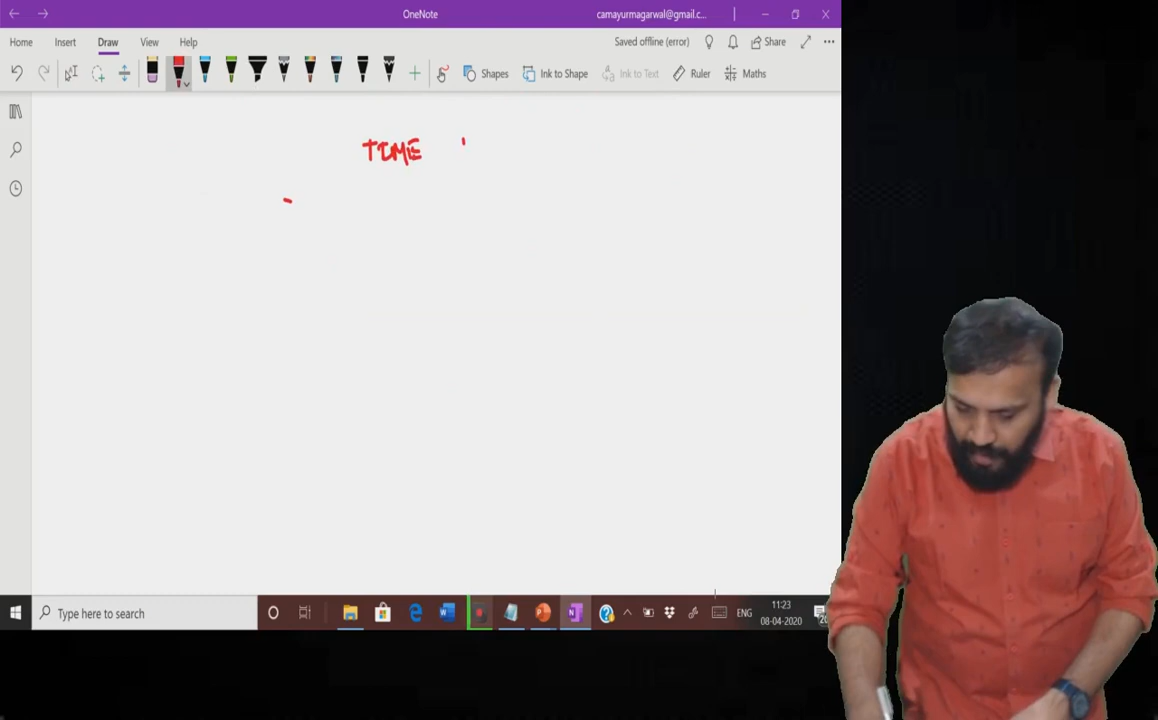 OneNote
camayurmagarwal@gmail.c...
Home Insert Draw View Help
Saved offline (error) Share
Shapes Ink to Shape Ink to Text Ruler Maths
TIME
Type here to search
ENG
11:23
08-04-2020